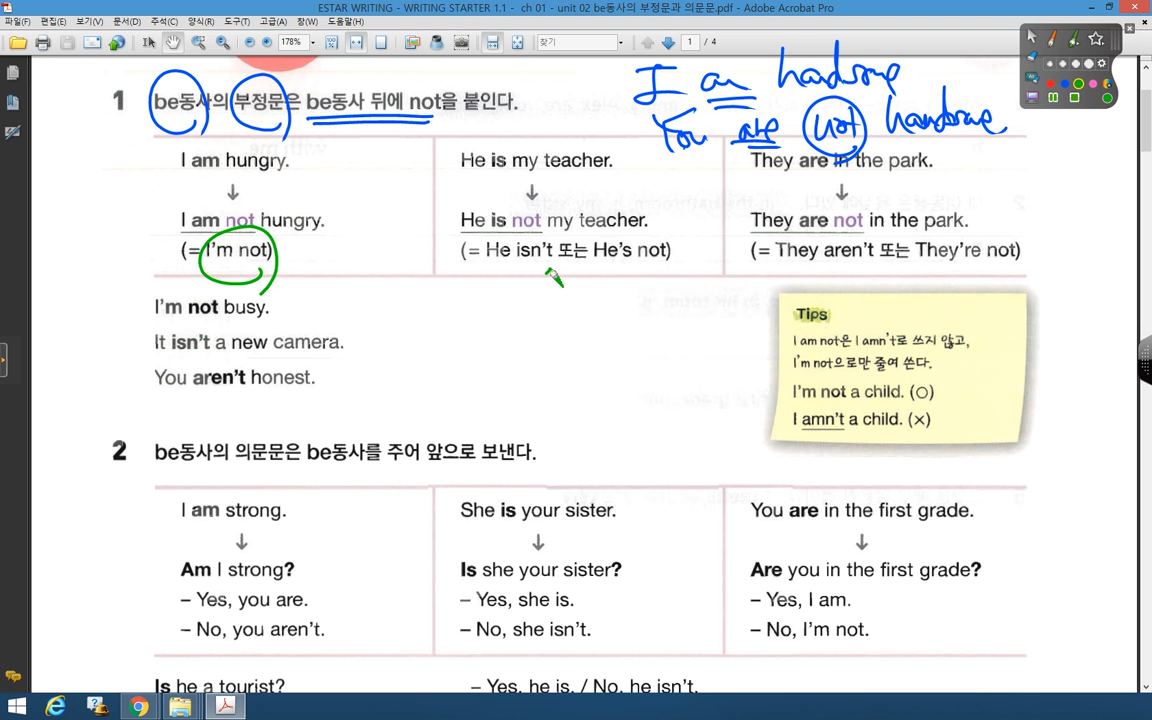 ESTAR WRITING - WRITING STARTER 1.1 - ch 01 - unit 02 be동사의 부정문과 의문문.pdf - Adobe Acrobat Pro
파일(F) 편집(E) 보기(V) 문서(D) 주석(C) 양식(R) 도구(T) 고급(A) 창(W) 도움말(H)
178% 찾기 1 / 4
I am handsome
You are not handsome
1 be동사의 부정문은 be동사 뒤에 not을 붙인다.
I am hungry. He is my teacher. They are in the park.
↓ ↓ ↓
I am not hungry. He is not my teacher. They are not in the park.
(= I'm not) (= He isn't 또는 He's not) (= They aren't 또는 They're not)
I'm not busy.
It isn't a new camera.
You aren't honest.
Tips
I am not은 I amn't로 쓰지 않고,
I'm not으로만 줄여 쓴다.
I'm not a child. (○)
I amn't a child. (×)
2 be동사의 의문문은 be동사를 주어 앞으로 보낸다.
I am strong. She is your sister. You are in the first grade.
↓ ↓ ↓
Am I strong? Is she your sister? Are you in the first grade?
– Yes, you are. – Yes, she is. – Yes, I am.
– No, you aren't. – No, she isn't. – No, I'm not.
Is he a tourist? – Yes, he is. / No, he isn't.